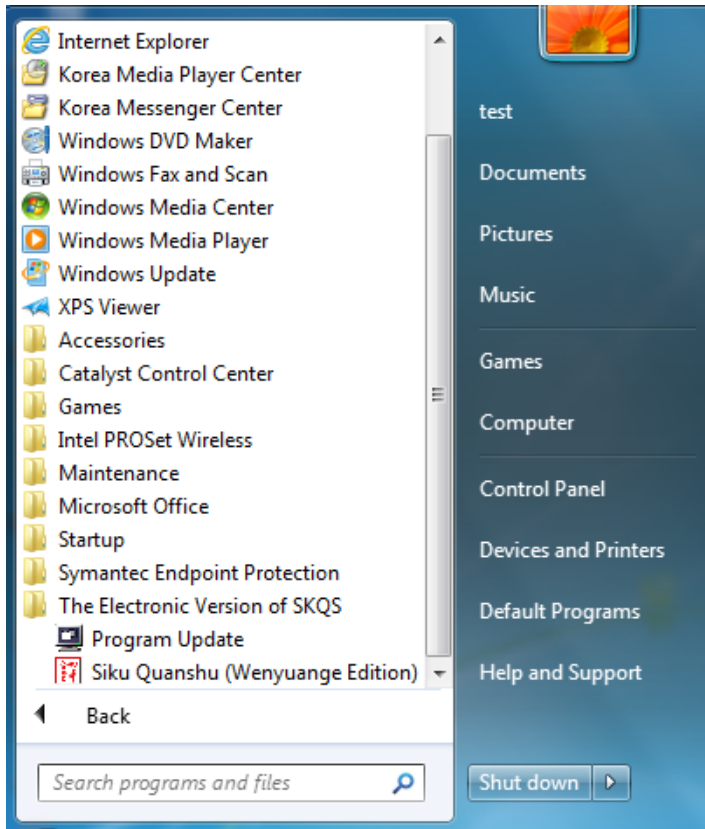 Internet Explorer
Korea Media Player Center
Korea Messenger Center
Windows DVD Maker
Windows Fax and Scan
Windows Media Center
Windows Media Player
Windows Update
XPS Viewer
Accessories
Catalyst Control Center
Games
Intel PROSet Wireless
Maintenance
Microsoft Office
Startup
Symantec Endpoint Protection
The Electronic Version of SKQS
Program Update
Siku Quanshu (Wenyuange Edition)
Back
Search programs and files
test
Documents
Pictures
Music
Games
Computer
Control Panel
Devices and Printers
Default Programs
Help and Support
Shut down